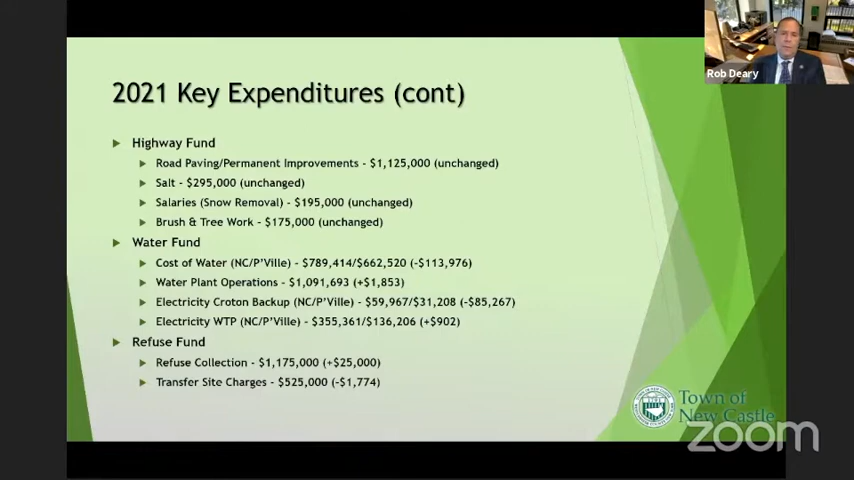 2021 Key Expenditures (cont)
Highway Fund
Road Paving/Permanent Improvements - $1,125,000 (unchanged)
Salt - $295,000 (unchanged)
Salaries (Snow Removal) - $195,000 (unchanged)
Brush & Tree Work - $175,000 (unchanged)
Water Fund
Cost of Water (NC/P'Ville) - $789,414/$662,520 (-$113,976)
Water Plant Operations - $1,091,693 (+$1,853)
Electricity Croton Backup (NC/P'Ville) - $59,967/$31,208 (-$85,267)
Electricity WTP (NC/P'Ville) - $355,361/$136,206 (+$902)
Refuse Fund
Refuse Collection - $1,175,000 (+$25,000)
Transfer Site Charges - $525,000 (-$1,774)
Rob Deary
Town of
New Castle
zoom